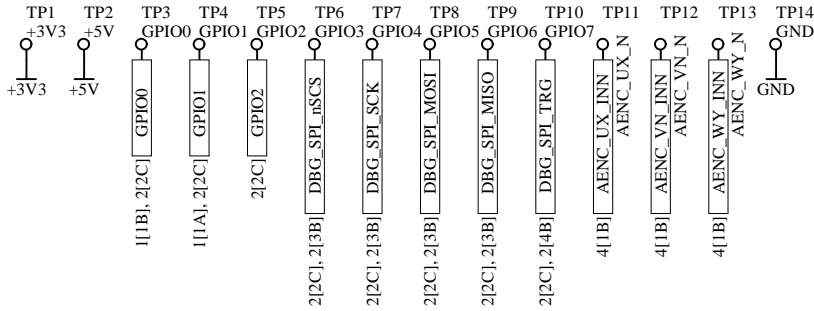 TP1 TP2 TP3 TP4 TP5 TP6 TP7 TP8 TP9 TP10 TP11 TP12 TP13 TP14
+3V3 +5V GPIO0 GPIO1 GPIO2 GPIO3 GPIO4 GPIO5 GPIO6 GPIO7 AENC_UX_N AENC_VN_N AENC_WY_N GND
+3V3 +5V GPIO0 GPIO1 GPIO2 DBG_SPI_nSCS DBG_SPI_SCK DBG_SPI_MOSI DBG_SPI_MISO DBG_SPI_TRG AENC_UX_INN AENC_VN_INN AENC_WY_INN GND
1[1B], 2[2C] 1[1A], 2[2C] 2[2C] 2[2C], 2[3B] 2[2C], 2[3B] 2[2C], 2[3B] 2[2C], 2[3B] 2[2C], 2[4B] 4[1B] 4[1B] 4[1B]